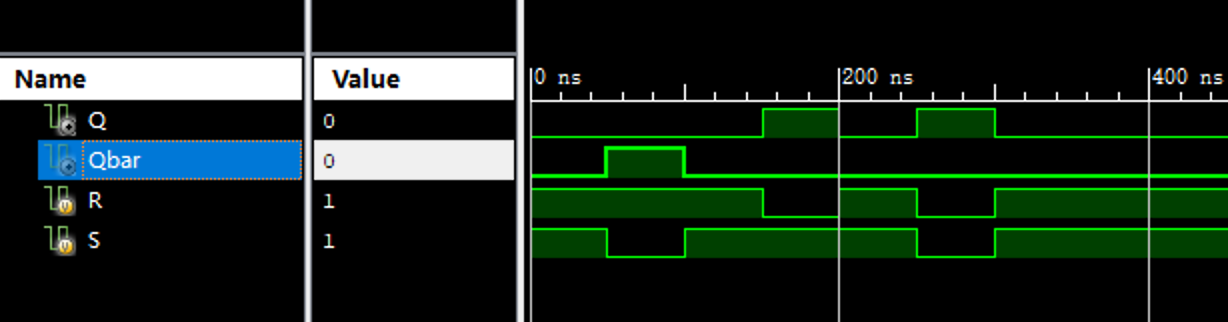 Name Value 0 ns 200 ns 400 ns
Q 0
Qbar 0
R 1
S 1